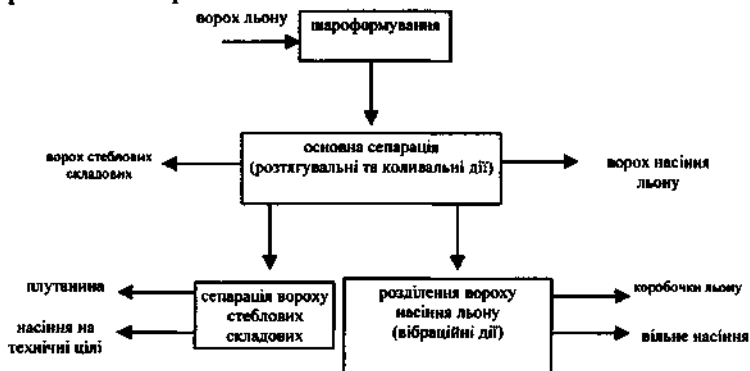 ворох льону
шароформування
основна сепарація
(розтягувальні та коливальні дії)
ворох стеблових
складових
ворох насіння
льону
плутанина
насіння на
технічні цілі
сепарація вороху
стеблових
складових
розділення вороху
насіння льону
(вібраційні дії)
коробочки льону
вільне насіння